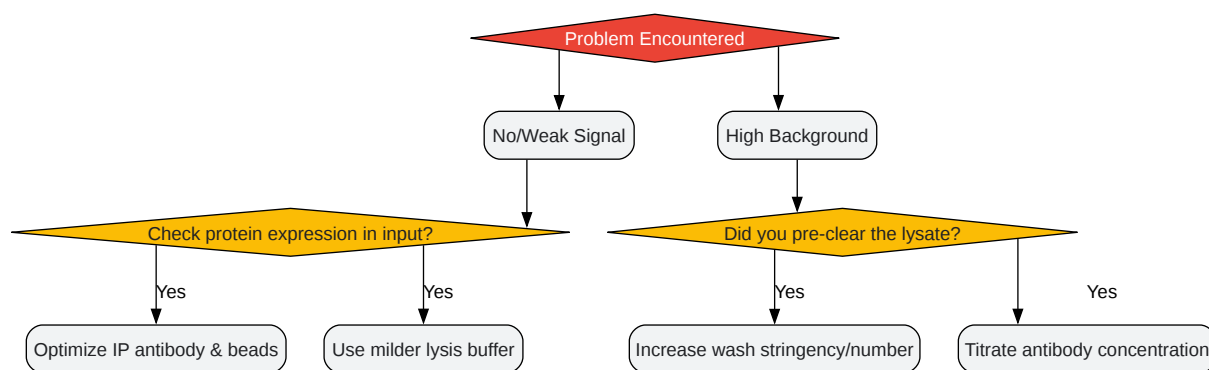 Problem Encountered
No/Weak Signal
High Background
Check protein expression in input?
Did you pre-clear the lysate?
Yes
Yes
Yes
Yes
Optimize IP antibody & beads
Use milder lysis buffer
Increase wash stringency/number
Titrate antibody concentration